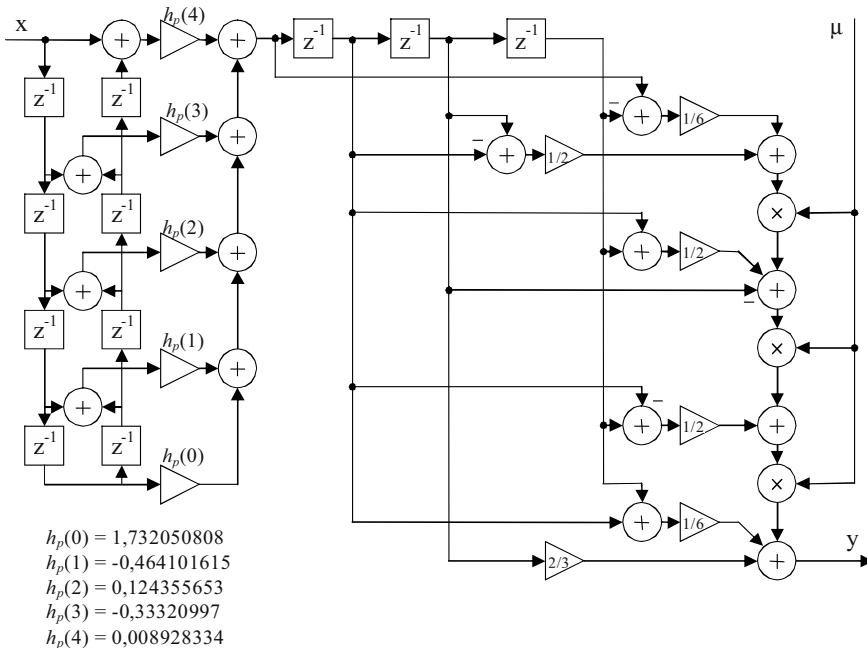 x
h_p(4)
z⁻¹
z⁻¹
z⁻¹
μ
z⁻¹
z⁻¹
h_p(3)
1/6
1/2
z⁻¹
z⁻¹
h_p(2)
1/2
z⁻¹
z⁻¹
h_p(1)
z⁻¹
z⁻¹
1/2
h_p(0)
1/6
y
2/3
h_p(0) = 1,732050808
h_p(1) = -0,464101615
h_p(2) = 0,124355653
h_p(3) = -0,33320997
h_p(4) = 0,008928334